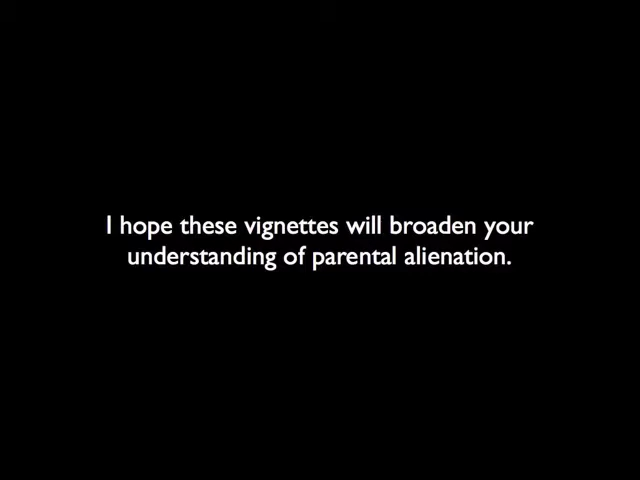 I hope these vignettes will broaden your
understanding of parental alienation.